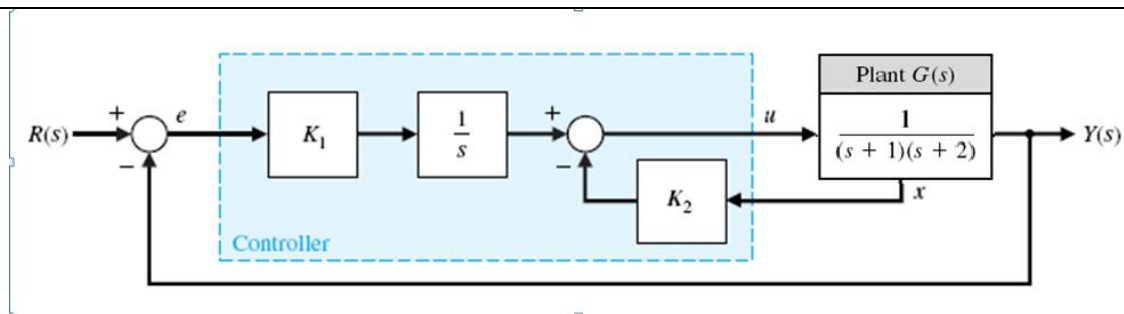 Plant G(s)
R(s)
+
−
e
K₁
1
s
+
−
u
1
(s + 1)(s + 2)
Y(s)
x
K₂
Controller